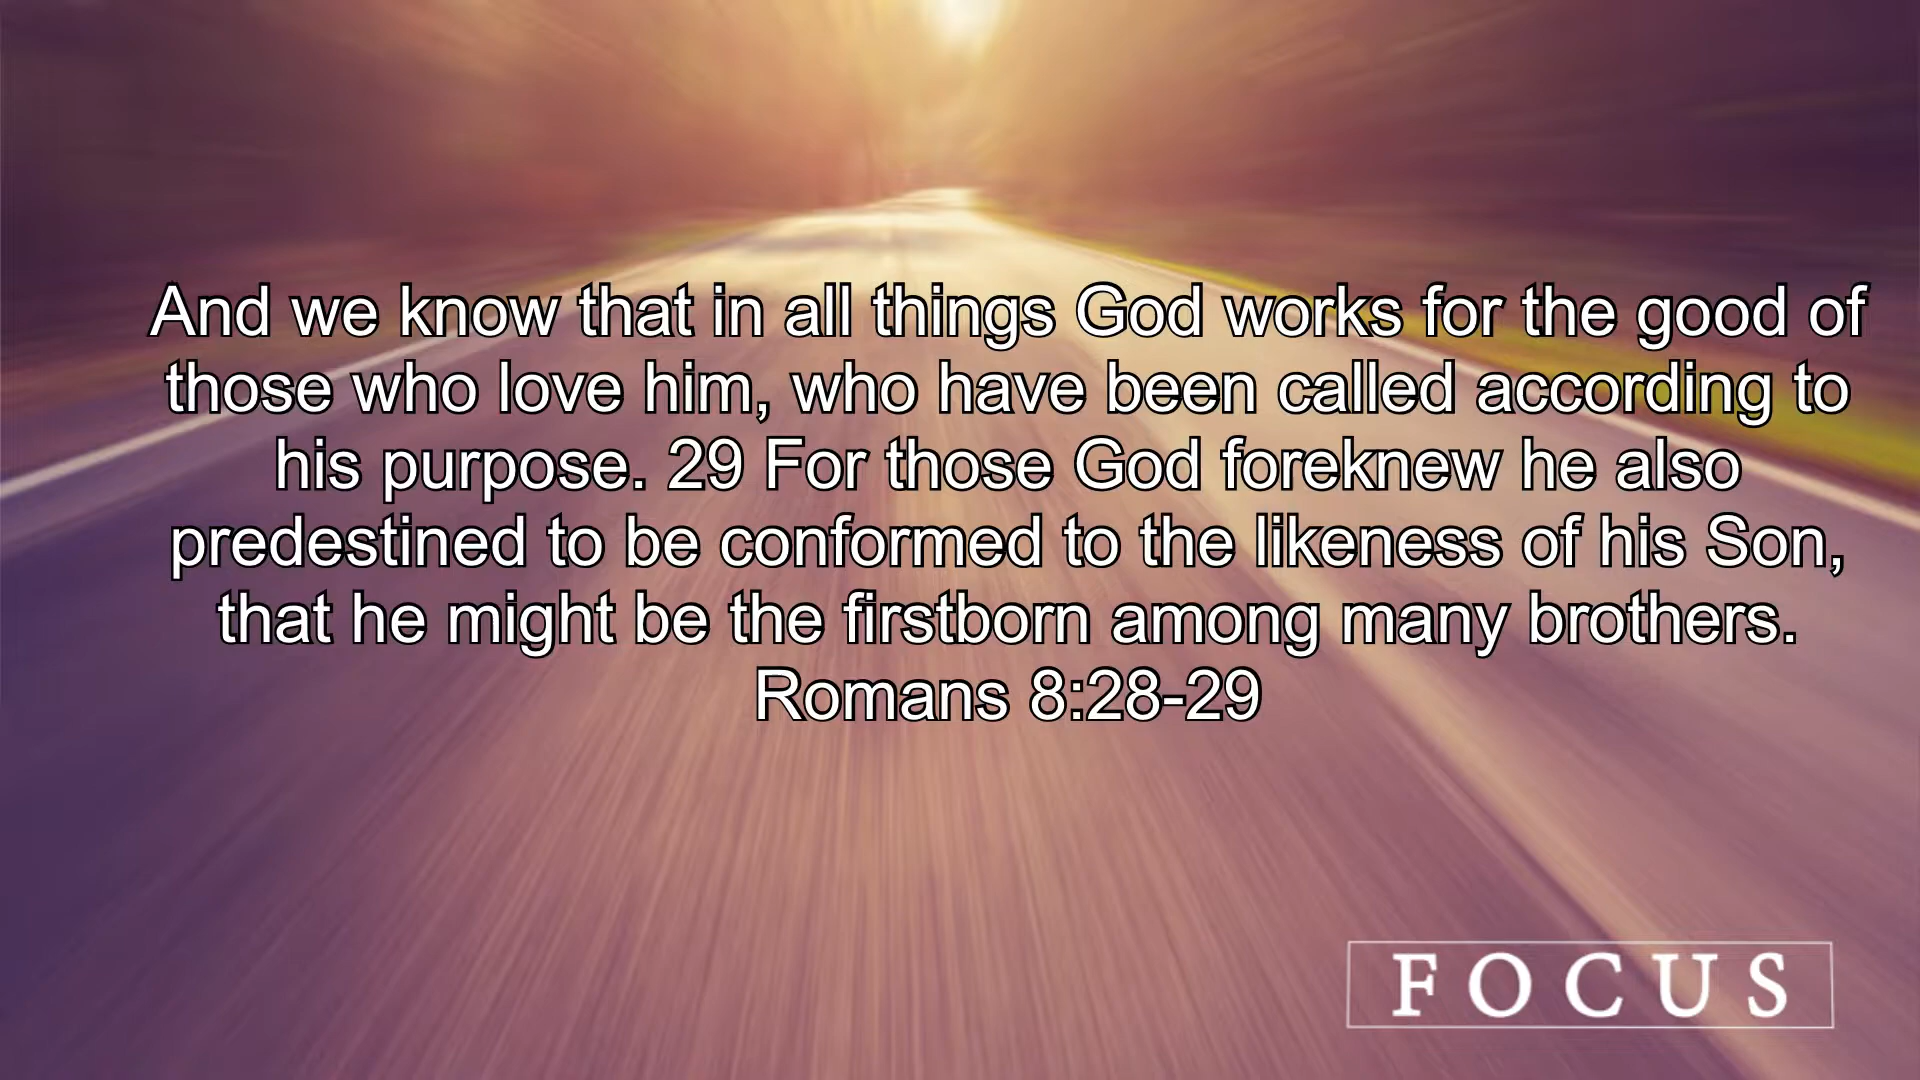 And we know that in all things God works for the good of
those who love him, who have been called according to
his purpose. 29 For those God foreknew he also
predestined to be conformed to the likeness of his Son,
that he might be the firstborn among many brothers.
Romans 8:28-29
FOCUS